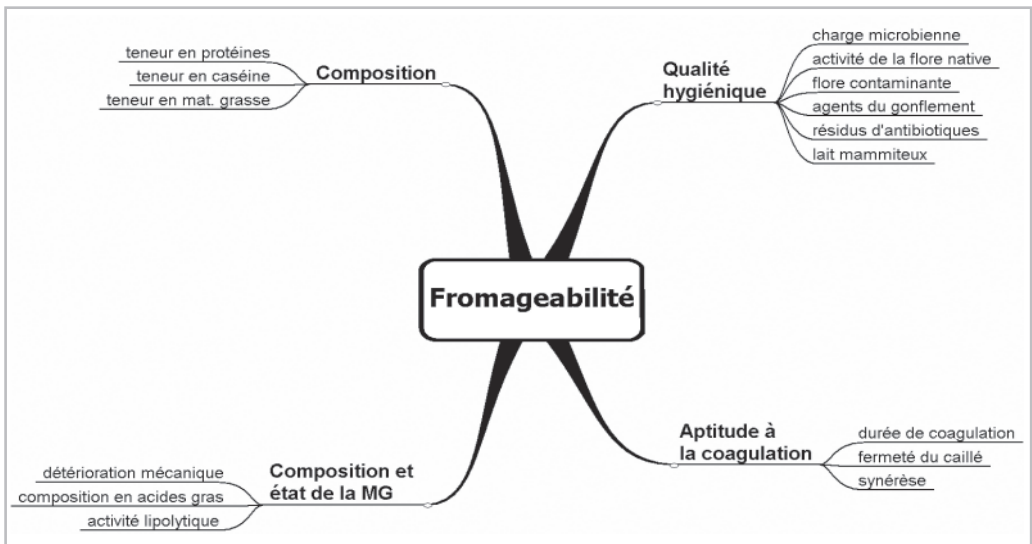 teneur en protéines
teneur en caséine
teneur en mat. grasse
Composition
Qualité
hygiénique
charge microbienne
activité de la flore native
flore contaminante
agents du gonflement
résidus d'antibiotiques
lait mammiteux
Fromageabilité
détérioration mécanique
composition en acides gras
activité lipolytique
Composition et
état de la MG
Aptitude à
la coagulation
durée de coagulation
fermeté du caillé
synérèse